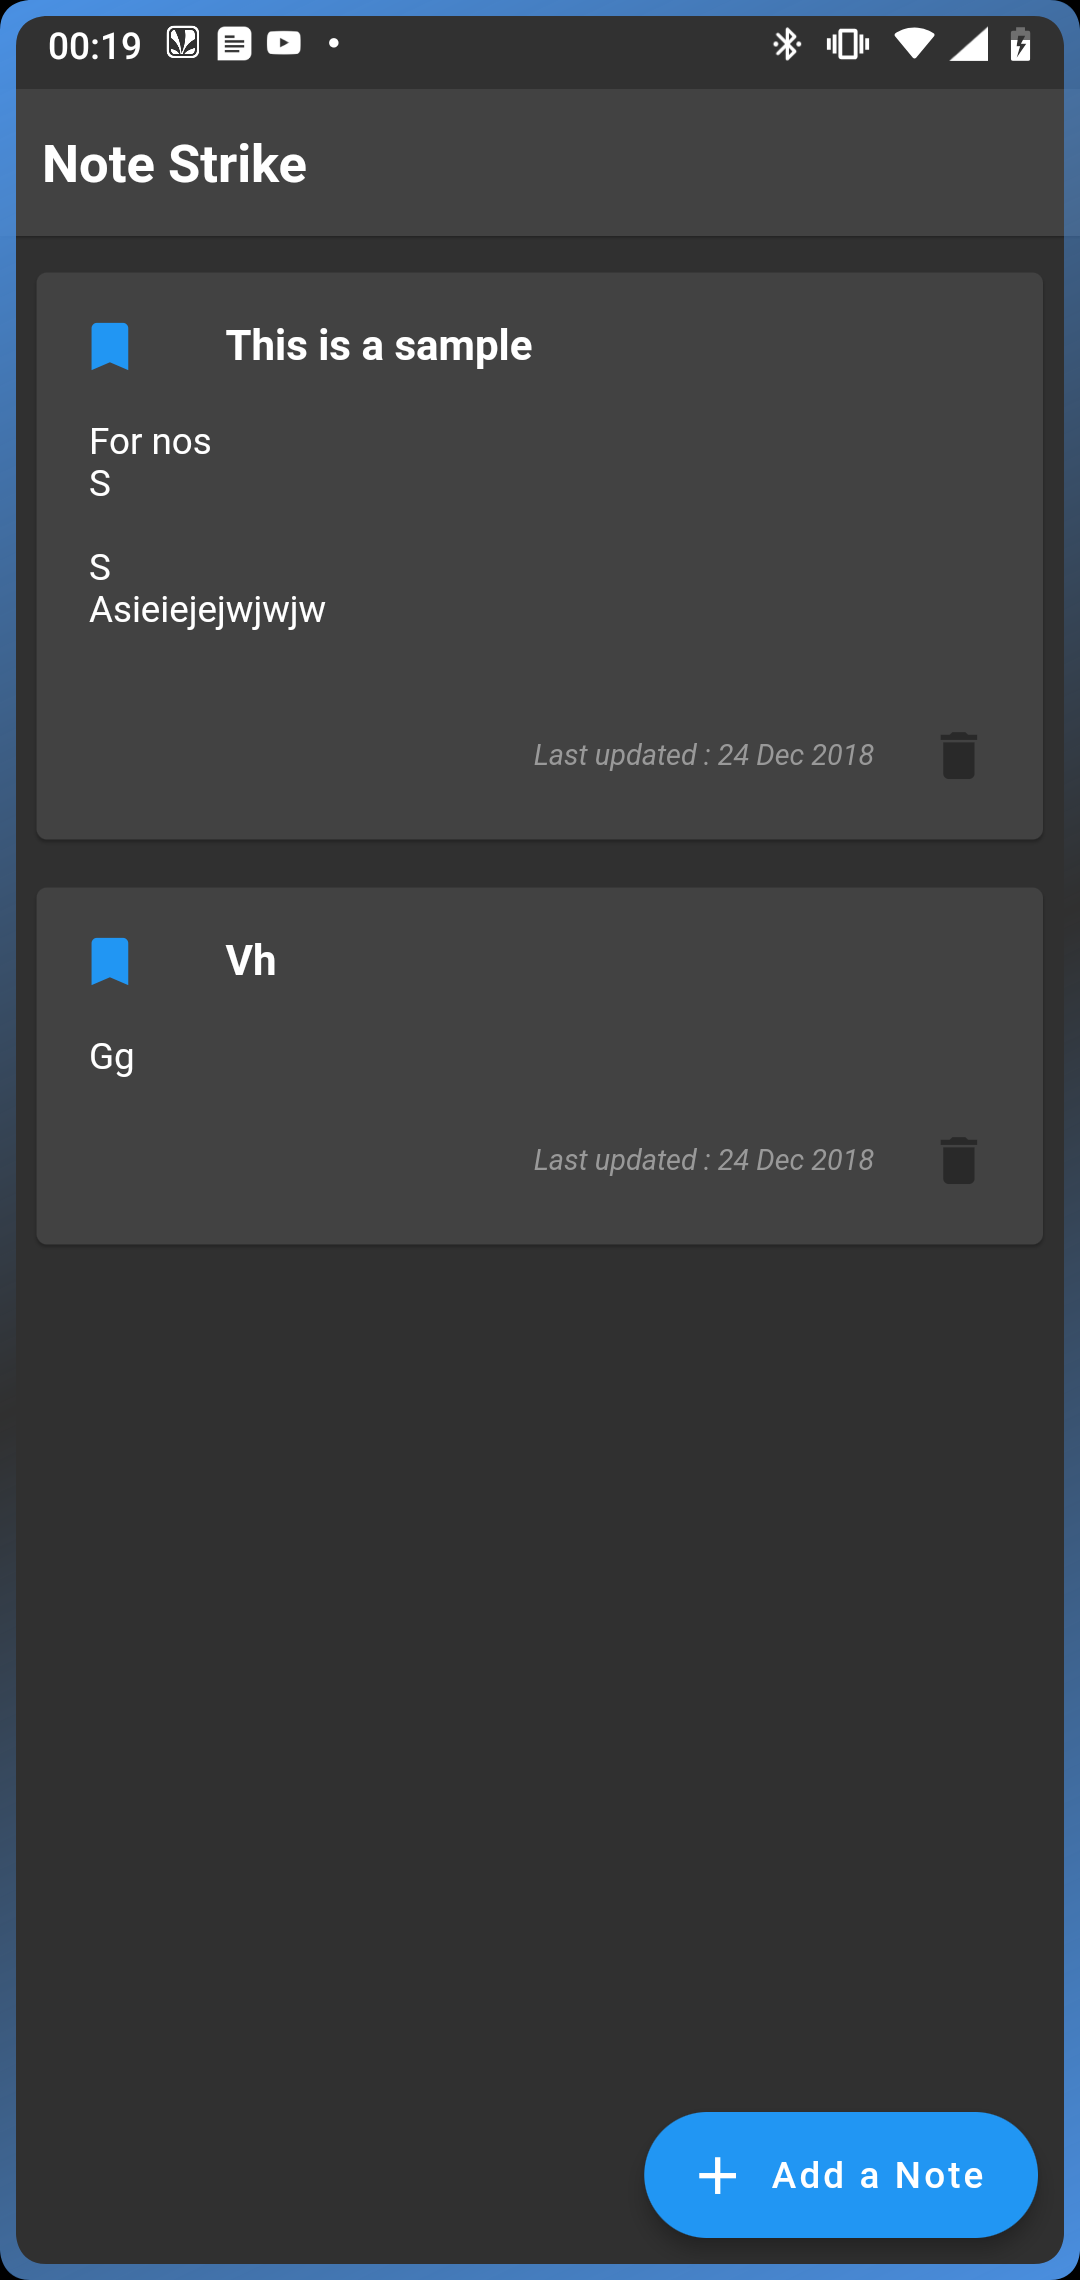 00:19
Note Strike
This is a sample
For nos
S
S
Asieiejejwjwjw
Last updated : 24 Dec 2018
Vh
Gg
Last updated : 24 Dec 2018
Add a Note